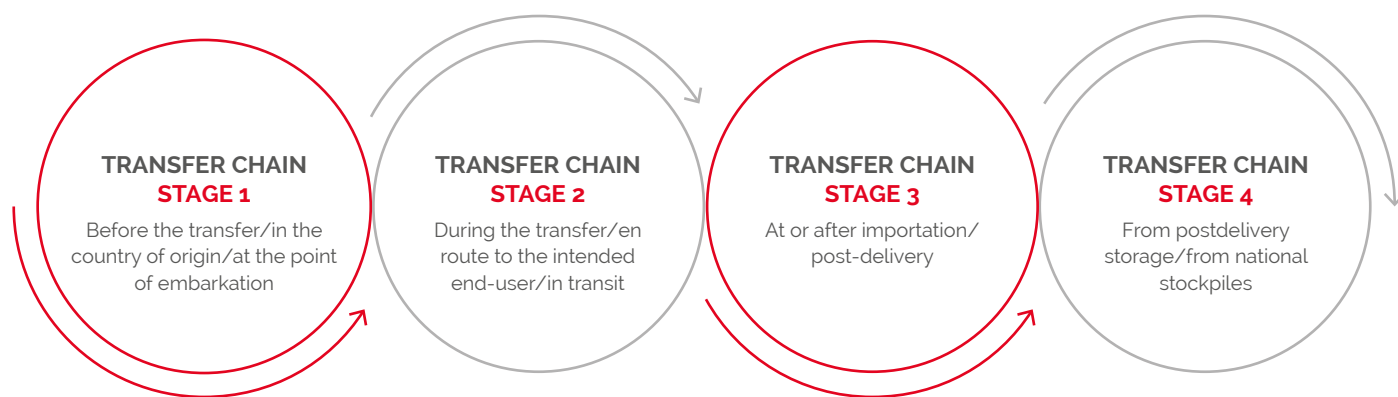 TRANSFER CHAIN
STAGE 1
Before the transfer/in the
country of origin/at the point
of embarkation
TRANSFER CHAIN
STAGE 2
During the transfer/en
route to the intended
end-user/in transit
TRANSFER CHAIN
STAGE 3
At or after importation/
post-delivery
TRANSFER CHAIN
STAGE 4
From postdelivery
storage/from national
stockpiles